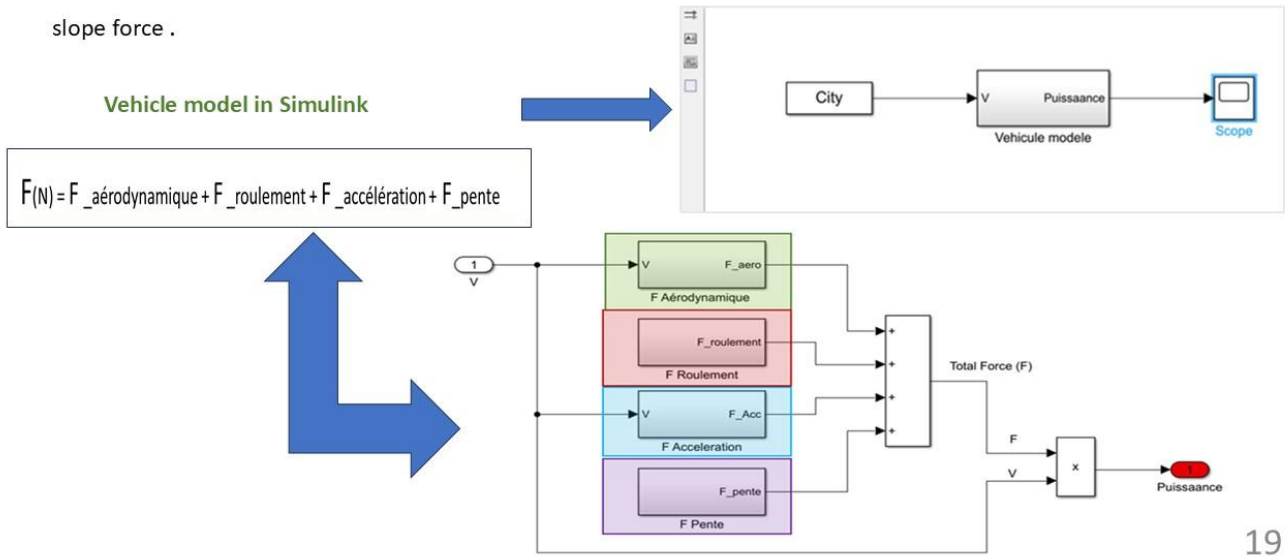 slope force .
Vehicle model in Simulink
F(N) = F _aérodynamique + F _roulement + F _accélération + F_pente
City
V
Puissaance
Vehicule modele
Scope
1
V
V
F_aero
F Aérodynamique
F_roulement
F Roulement
V
F_Acc
F Acceleration
F_pente
F Pente
+
+
+
+
Total Force (F)
F
V
x
1
Puissaance
19